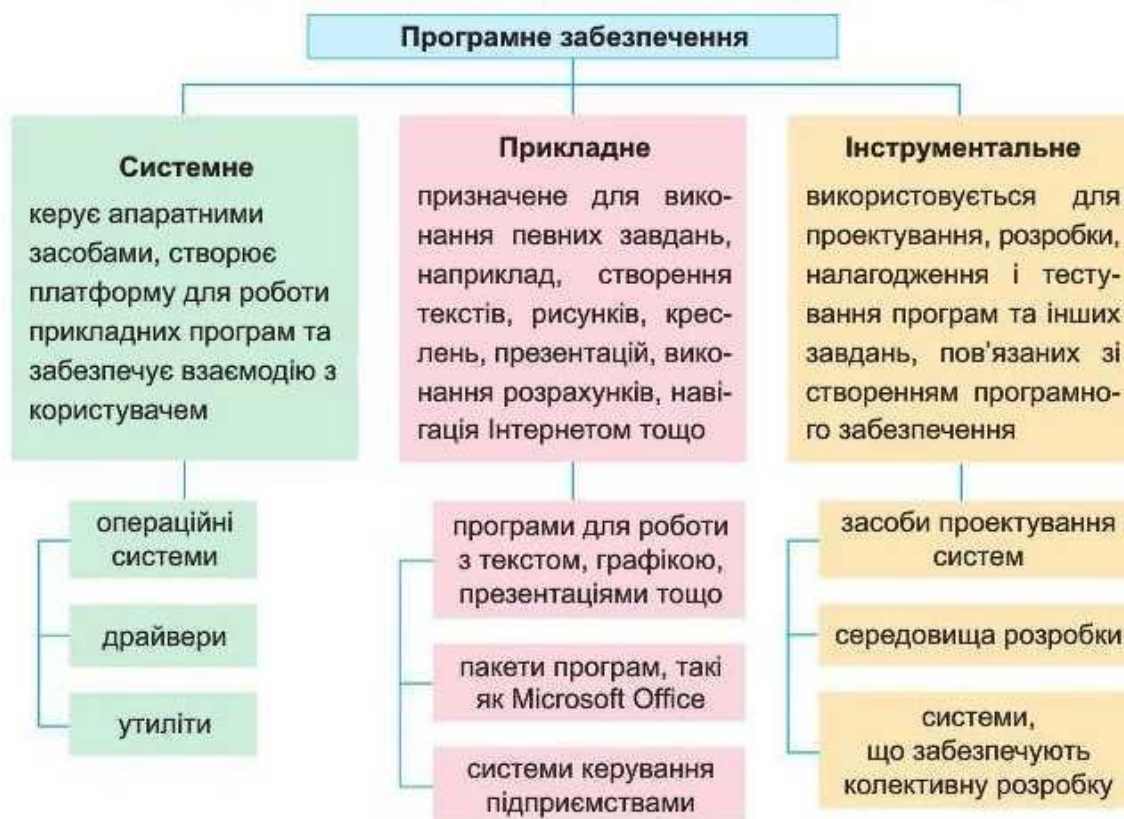 Програмне забезпечення
Системне
керує апаратними
засобами, створює
платформу для роботи
прикладних програм та
забезпечує взаємодію з
користувачем
операційні
системи
драйвери
утиліти
Прикладне
призначене для вико-
нання певних завдань,
наприклад, створення
текстів, рисунків, крес-
лень, презентацій, вико-
нання розрахунків, наві-
гація Інтернетом тощо
програми для роботи
з текстом, графікою,
презентаціями тощо
пакети програм, такі
як Microsoft Office
системи керування
підприємствами
Інструментальне
використовується для
проектування, розробки,
налагодження і тесту-
вання програм та інших
завдань, пов'язаних зі
створенням програмно-
го забезпечення
засоби проектування
систем
середовища розробки
системи,
що забезпечують
колективну розробку